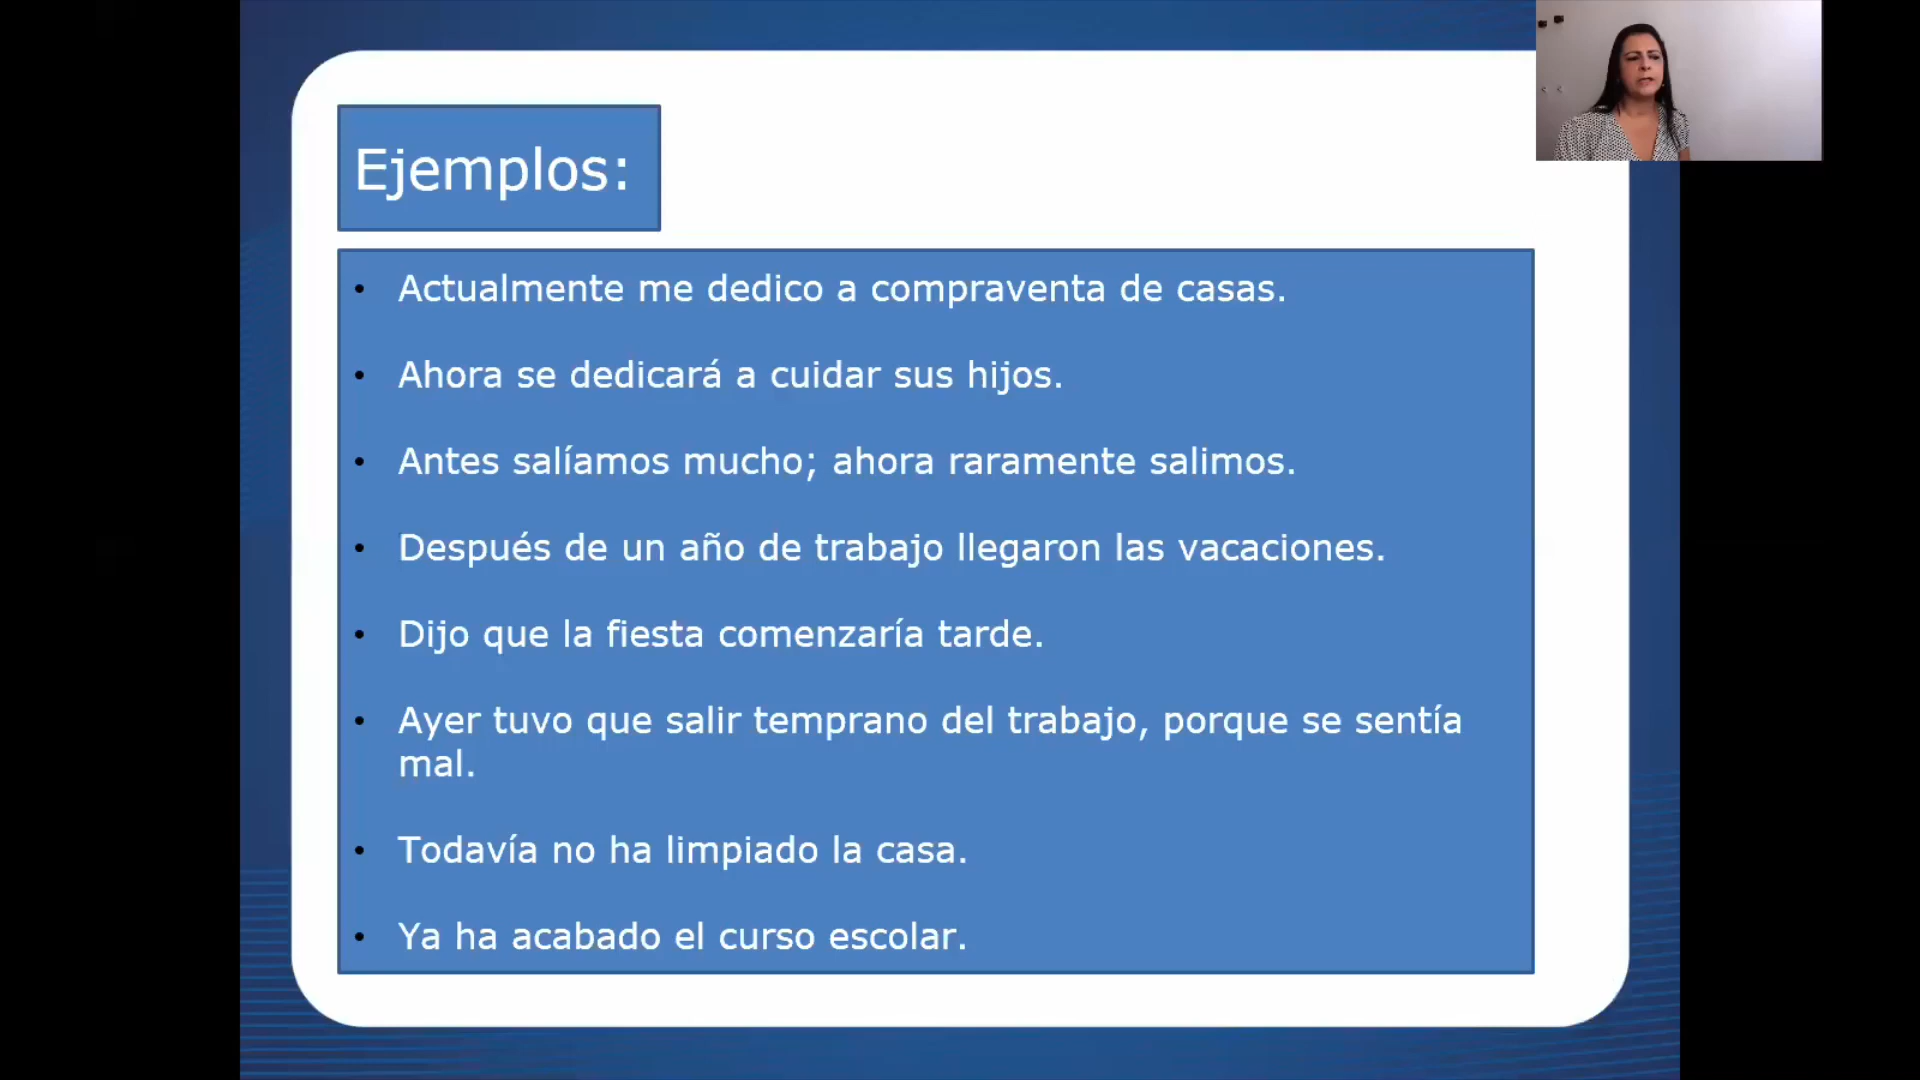 Ejemplos:
• Actualmente me dedico a compraventa de casas.
• Ahora se dedicará a cuidar sus hijos.
• Antes salíamos mucho; ahora raramente salimos.
• Después de un año de trabajo llegaron las vacaciones.
• Dijo que la fiesta comenzaría tarde.
• Ayer tuvo que salir temprano del trabajo, porque se sentía
mal.
• Todavía no ha limpiado la casa.
• Ya ha acabado el curso escolar.